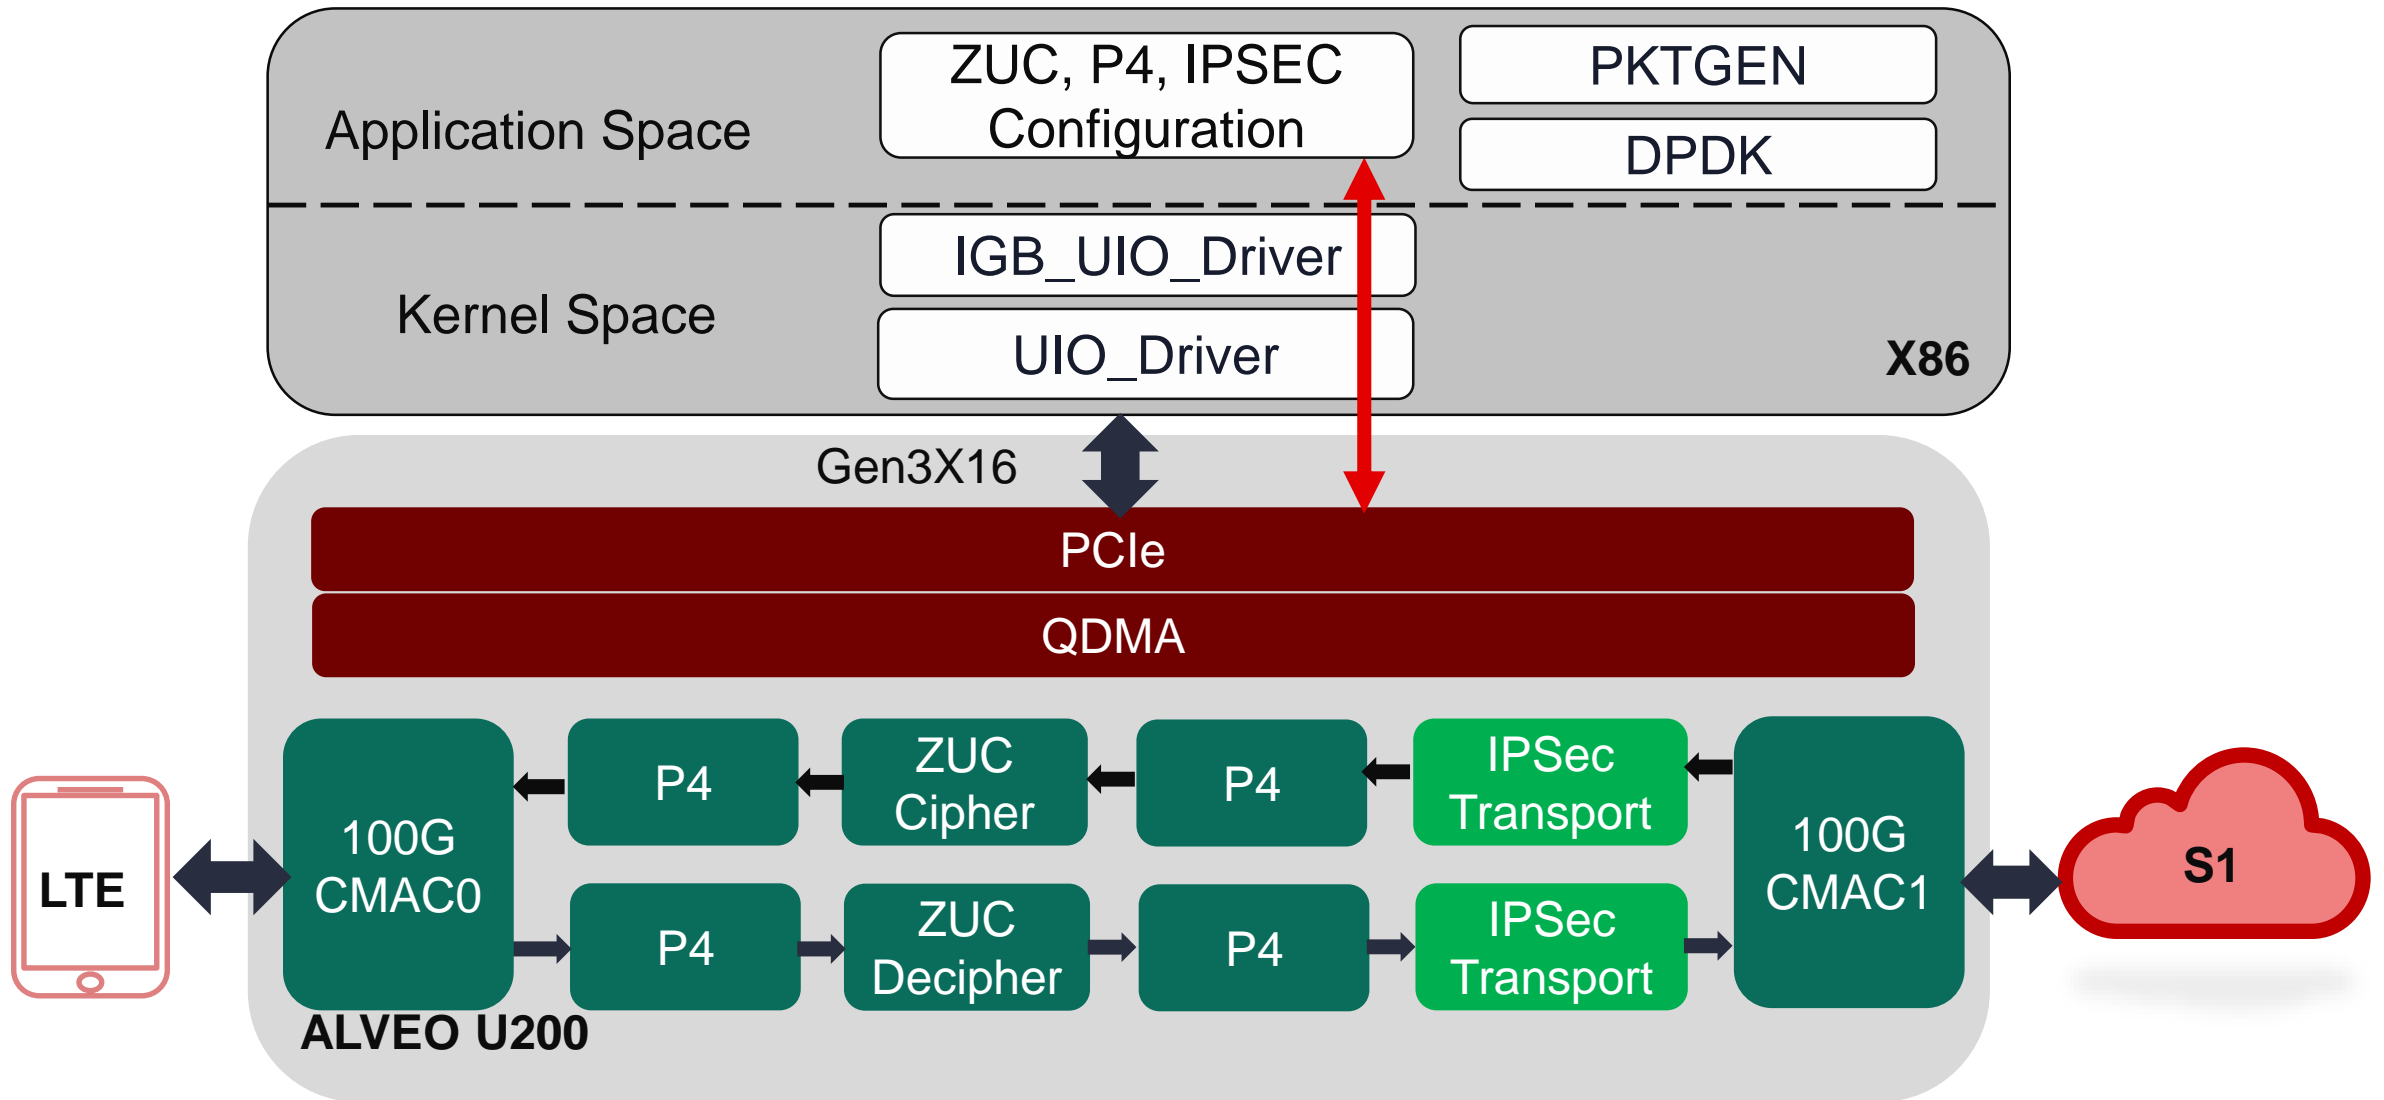 ZUC, P4, IPSEC
Configuration
PKTGEN
DPDK
Application Space
IGB_UIO_Driver
Kernel Space
UIO_Driver
X86
Gen3X16
PCIe
QDMA
LTE
100G
CMAC0
P4
ZUC
Cipher
P4
IPSec
Transport
100G
CMAC1
S1
P4
ZUC
Decipher
P4
IPSec
Transport
ALVEO U200